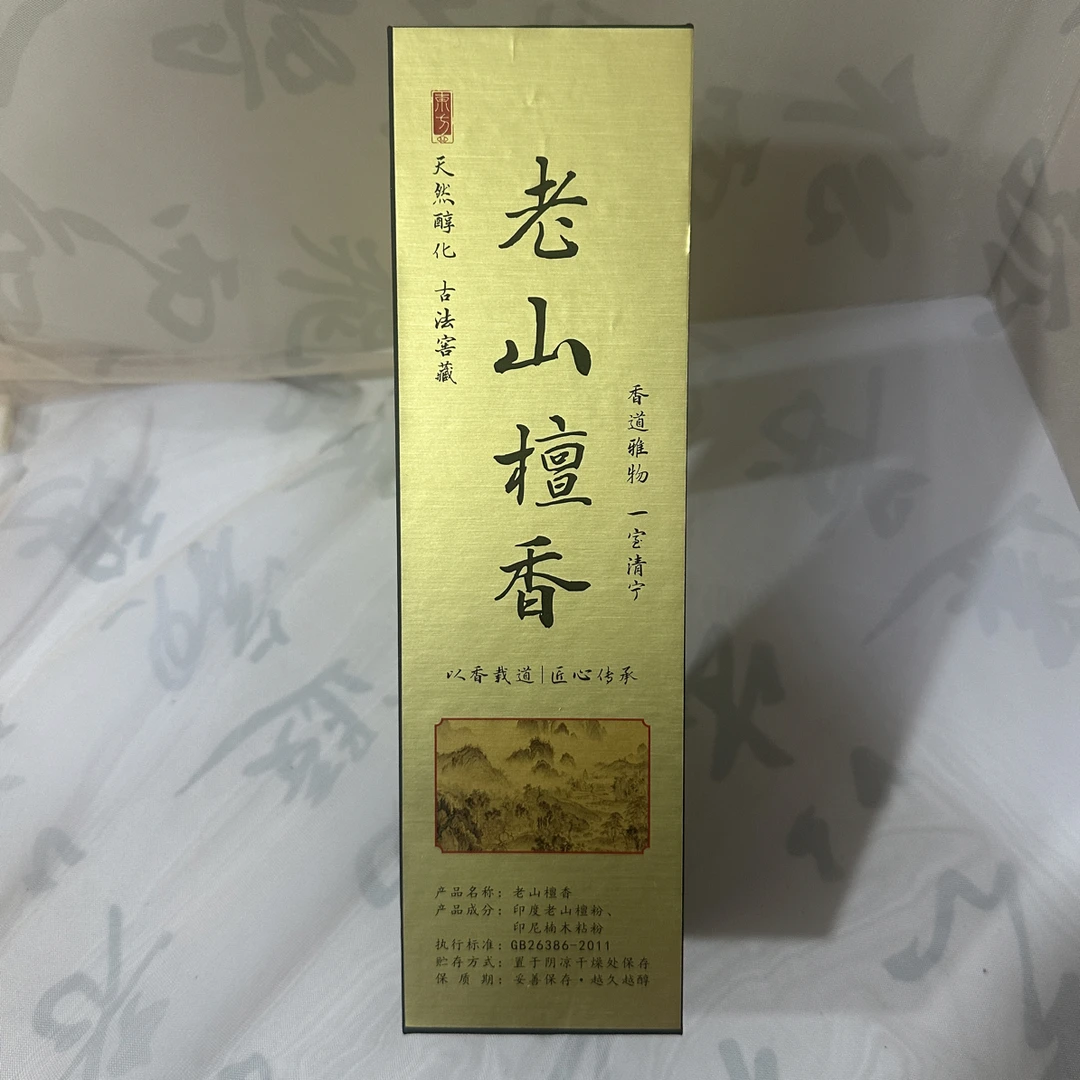 東方
天然醇化 古法窖藏
老山檀香
香道雅物 一室清宁
以香载道|匠心传承
产品名称：老山檀香
产品成分：印度老山檀粉、
印尼楠木粘粉
执行标准：GB26386-2011
贮存方式：置于阴凉干燥处保存
保质期：妥善保存·越久越醇